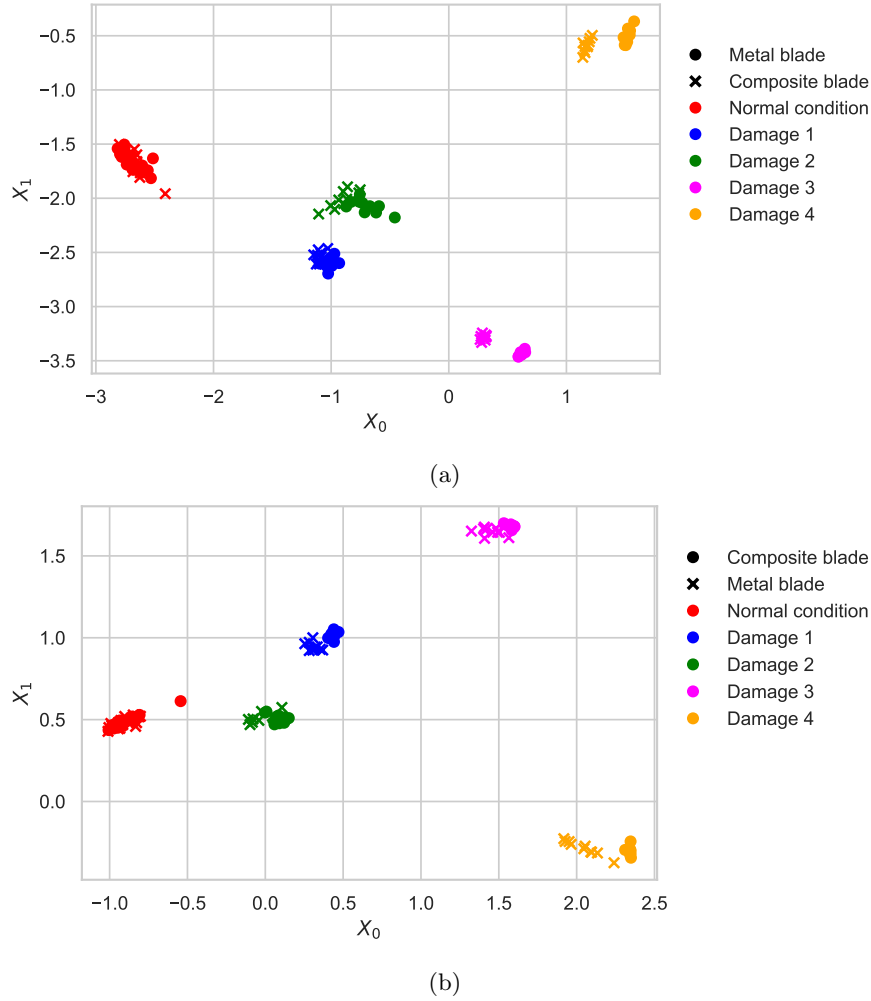 −0.5
−1.0
−1.5
−2.0
−2.5
−3.0
−3.5
X₁
−3
−2
−1
0
1
X₀
Metal blade
Composite blade
Normal condition
Damage 1
Damage 2
Damage 3
Damage 4
(a)
1.5
1.0
0.5
0.0
X₁
−1.0
−0.5
0.0
0.5
1.0
1.5
2.0
2.5
X₀
Composite blade
Metal blade
Normal condition
Damage 1
Damage 2
Damage 3
Damage 4
(b)